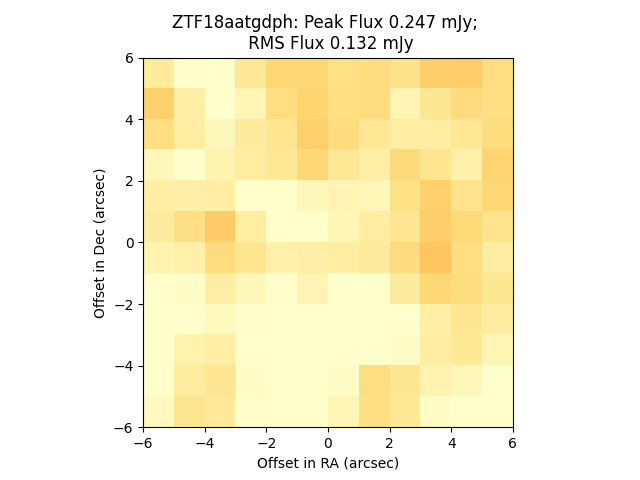 ZTF18aatgdph: Peak Flux 0.247 mJy;
RMS Flux 0.132 mJy
6
4
2
0
−2
−4
−6
Offset in Dec (arcsec)
−6 −4 −2 0 2 4 6
Offset in RA (arcsec)